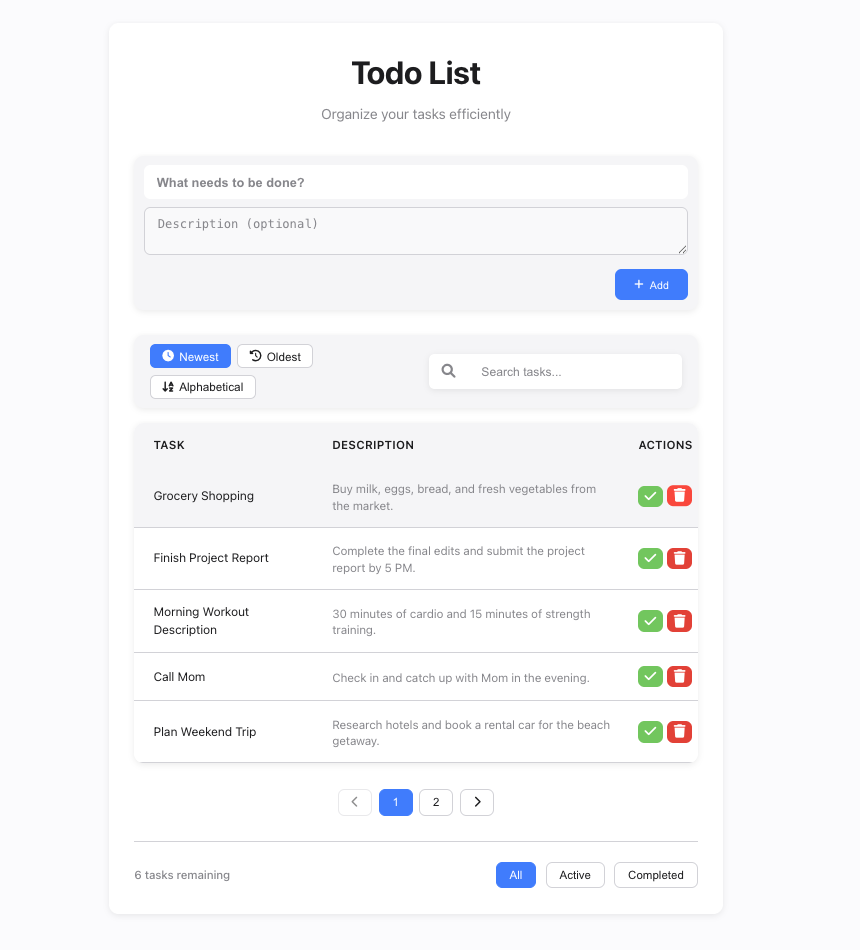 Todo List
Organize your tasks efficiently
What needs to be done?
Description (optional)
+ Add
Newest
Oldest
Alphabetical
Search tasks...
TASK DESCRIPTION ACTIONS
Grocery Shopping
Buy milk, eggs, bread, and fresh vegetables from
the market.
Finish Project Report
Complete the final edits and submit the project
report by 5 PM.
Morning Workout
Description
30 minutes of cardio and 15 minutes of strength
training.
Call Mom
Check in and catch up with Mom in the evening.
Plan Weekend Trip
Research hotels and book a rental car for the beach
getaway.
1 2
6 tasks remaining
All Active Completed